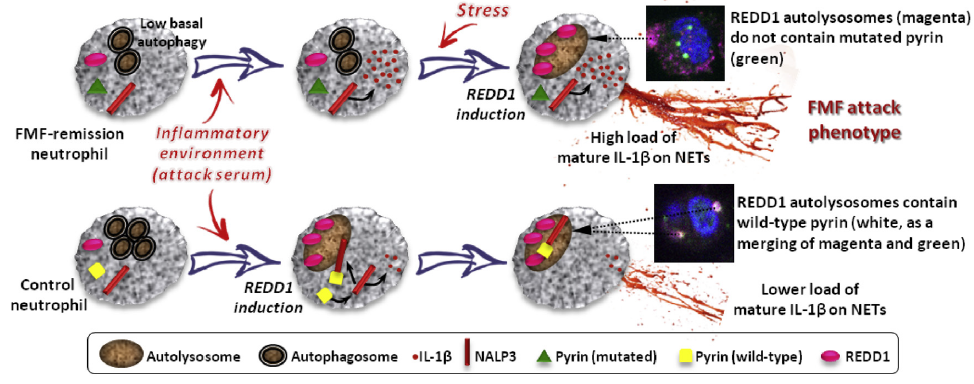 Stress
Low basal
autophagy
REDD1 autolysosomes (magenta)
do not contain mutated pyrin
(green)
REDD1
induction
FMF-remission
neutrophil
Inflammatory
environment
(attack serum)
High load of
mature IL-1β on NETs
FMF attack
phenotype
REDD1 autolysosomes contain
wild-type pyrin (white, as a
merging of magenta and green)
Control
neutrophil
REDD1
induction
Lower load of
mature IL-1β on NETs
Autolysosome
Autophagosome
IL-1β
NALP3
Pyrin (mutated)
Pyrin (wild-type)
REDD1